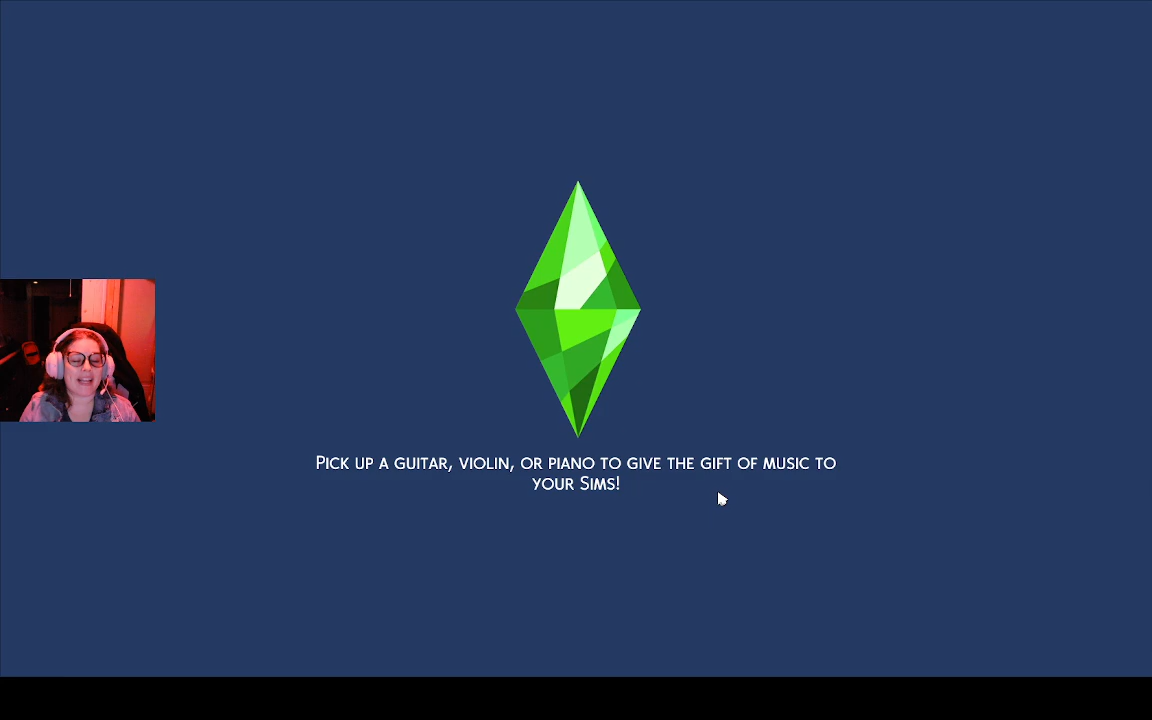 Pick up a guitar, violin, or piano to give the gift of music to
your Sims!